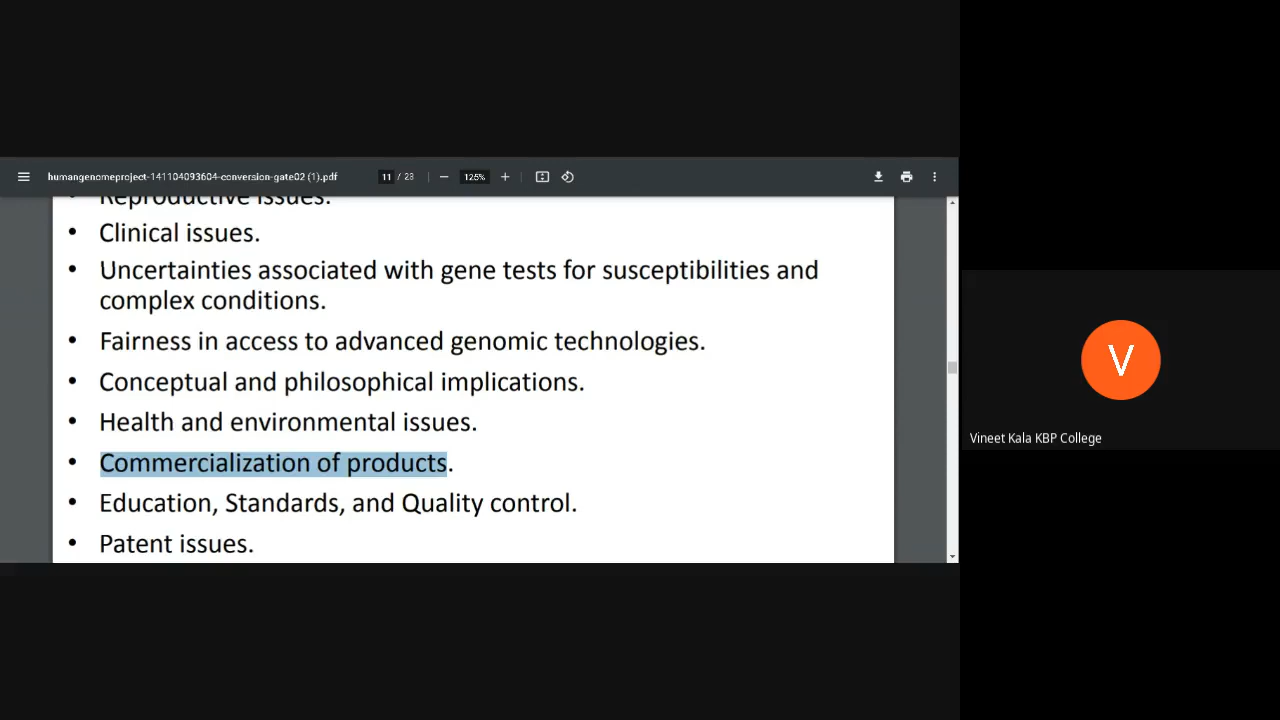 humangenomeproject-141104093604-conversion-gate02 (1).pdf
11 / 23
125%
Reproductive issues.
• Clinical issues.
• Uncertainties associated with gene tests for susceptibilities and
complex conditions.
• Fairness in access to advanced genomic technologies.
• Conceptual and philosophical implications.
• Health and environmental issues.
• Commercialization of products.
• Education, Standards, and Quality control.
• Patent issues.
V
Vineet Kala KBP College